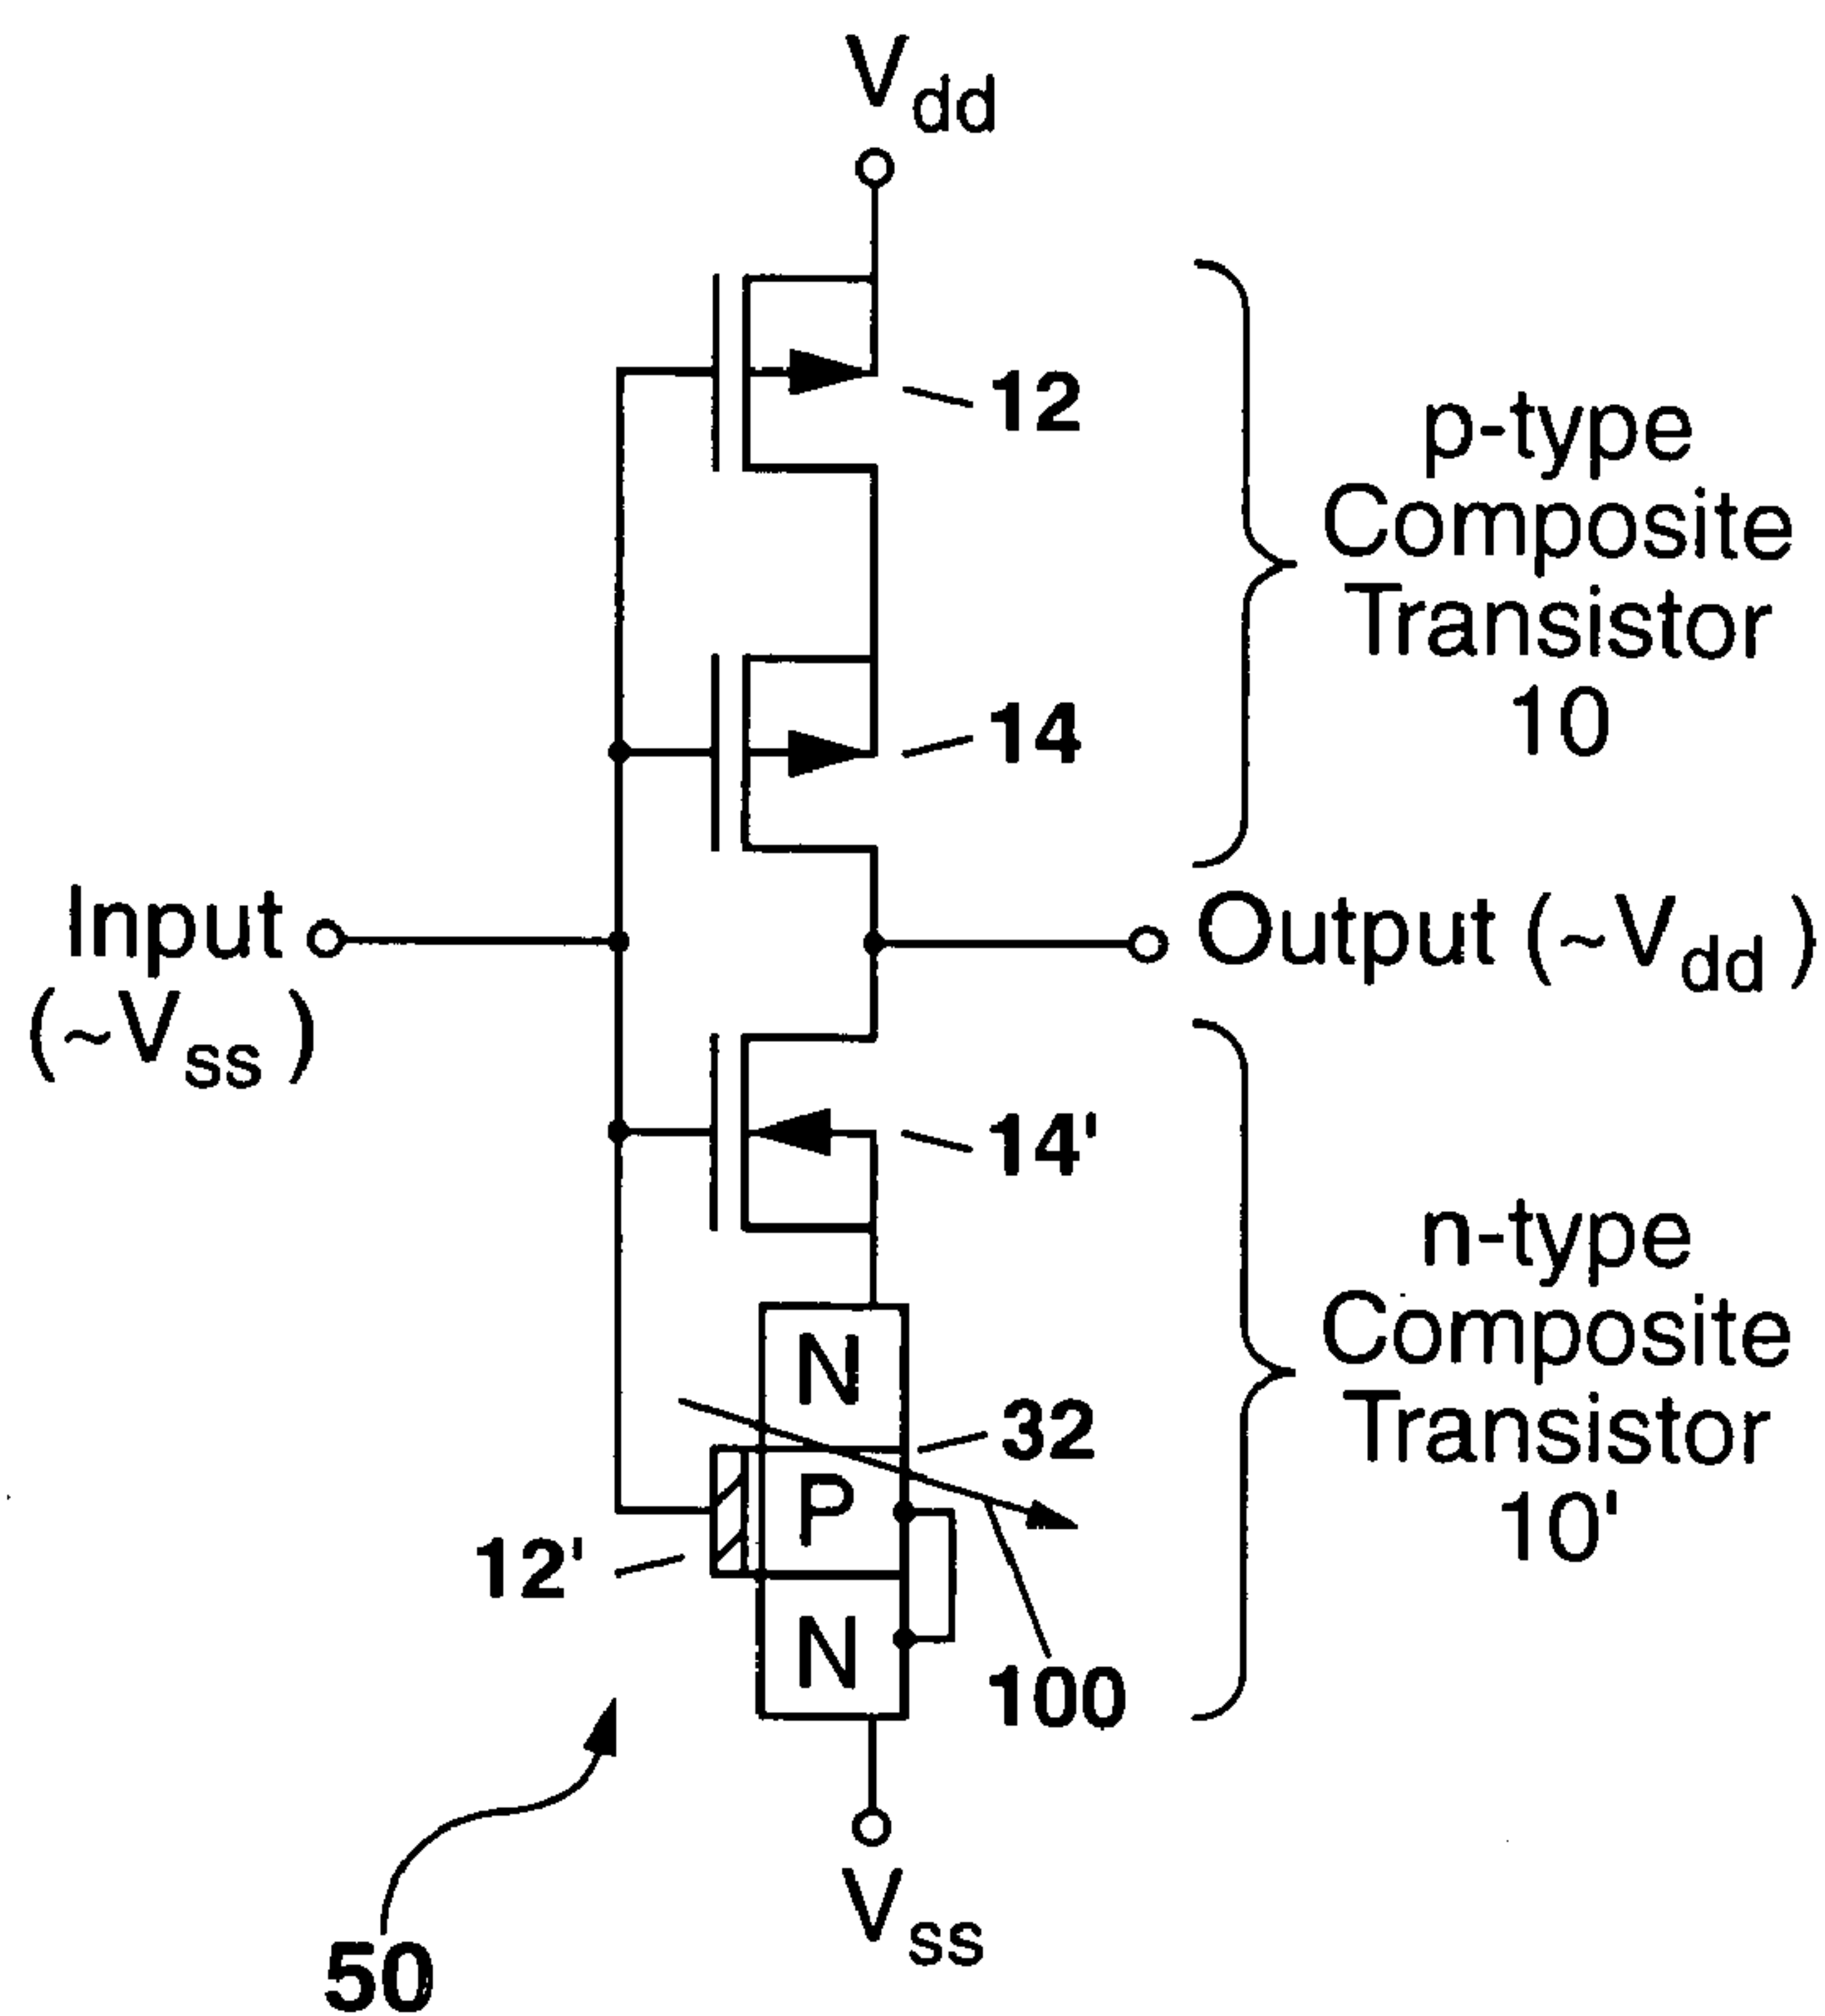 Vdd
12
p-type
Composite
Transistor
10
14
Input
(~Vss)
Output (~Vdd)
14'
n-type
Composite
Transistor
10'
N
32
P
12'
N
100
Vss
50